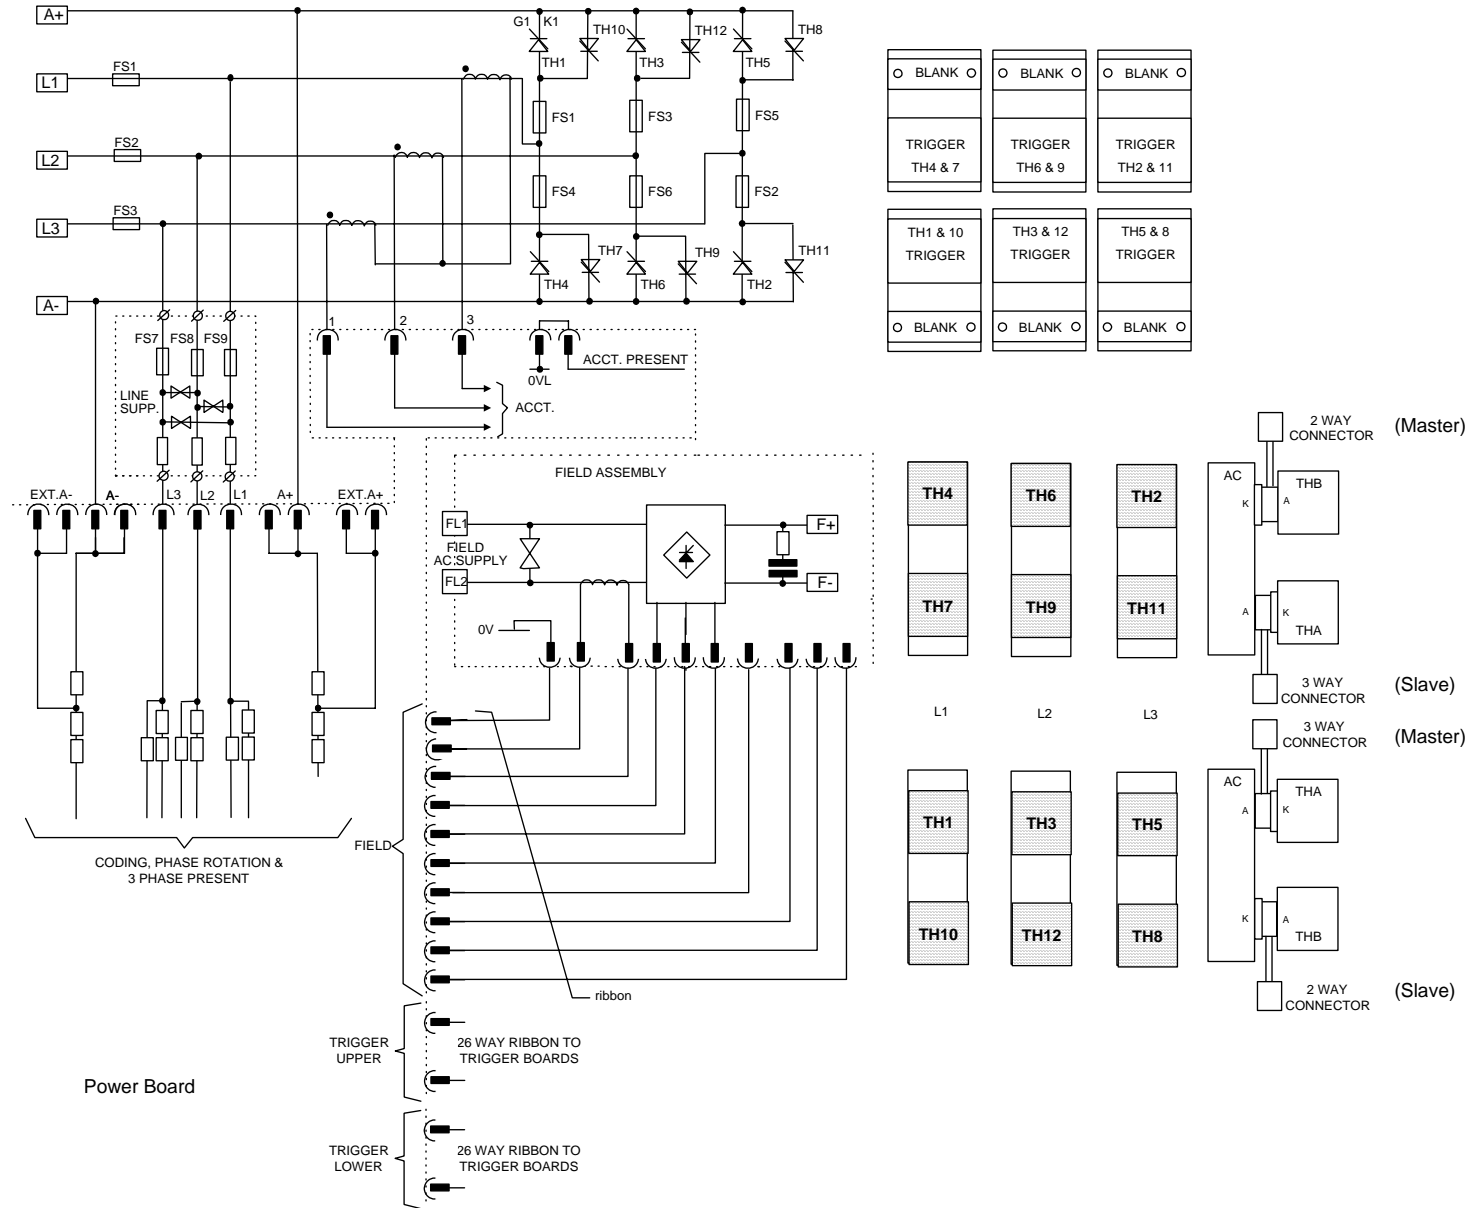 A+
G1 K1
TH10
TH12
TH8
TH1
TH3
TH5
L1
FS1
FS1
FS3
FS5
L2
FS2
FS4
FS6
FS2
L3
FS3
TH7
TH9
TH11
TH4
TH6
TH2
A-
BLANK
BLANK
BLANK
TRIGGER
TH4 & 7
TRIGGER
TH6 & 9
TRIGGER
TH2 & 11
TH1 & 10
TRIGGER
TH3 & 12
TRIGGER
TH5 & 8
TRIGGER
BLANK
BLANK
BLANK
1
2
3
FS7
FS8
FS9
LINE
SUPP.
0VL
ACCT. PRESENT
ACCT.
EXT.A-
A-
L3
L2
L1
A+
EXT.A+
FIELD ASSEMBLY
FL1
FIELD
AC SUPPLY
FL2
F+
F-
0V
CODING, PHASE ROTATION &
3 PHASE PRESENT
FIELD
ribbon
TRIGGER
UPPER
26 WAY RIBBON TO
TRIGGER BOARDS
Power Board
TRIGGER
LOWER
26 WAY RIBBON TO
TRIGGER BOARDS
2 WAY
CONNECTOR
(Master)
TH4
TH6
TH2
AC
K
A
THB
TH7
TH9
TH11
A
K
THA
3 WAY
CONNECTOR
(Slave)
L1
L2
L3
3 WAY
CONNECTOR
(Master)
TH1
TH3
TH5
AC
A
K
THA
TH10
TH12
TH8
K
A
THB
2 WAY
CONNECTOR
(Slave)